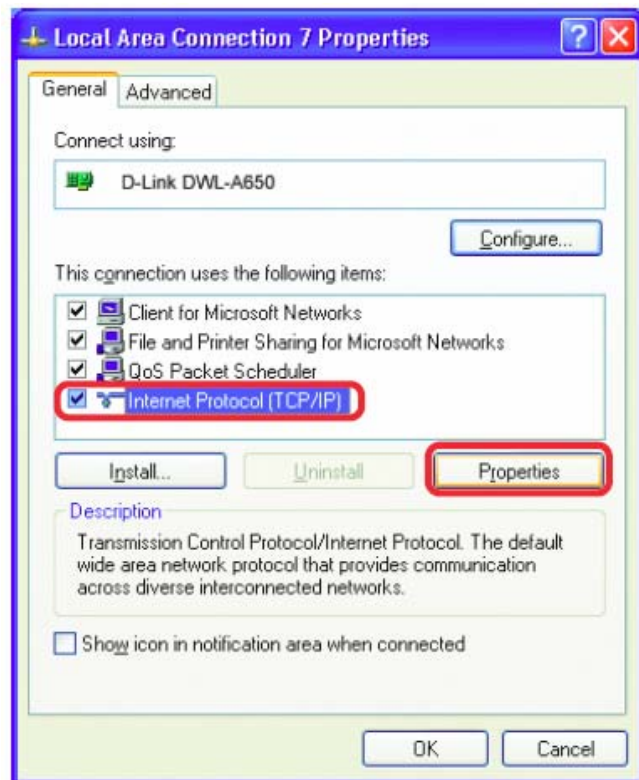 Local Area Connection 7 Properties
General
Advanced
Connect using:
D-Link DWL-A650
Configure...
This connection uses the following items:
Client for Microsoft Networks
File and Printer Sharing for Microsoft Networks
QoS Packet Scheduler
Internet Protocol (TCP/IP)
Install...
Uninstall
Properties
Description
Transmission Control Protocol/Internet Protocol. The default
wide area network protocol that provides communication
across diverse interconnected networks.
Show icon in notification area when connected
OK
Cancel